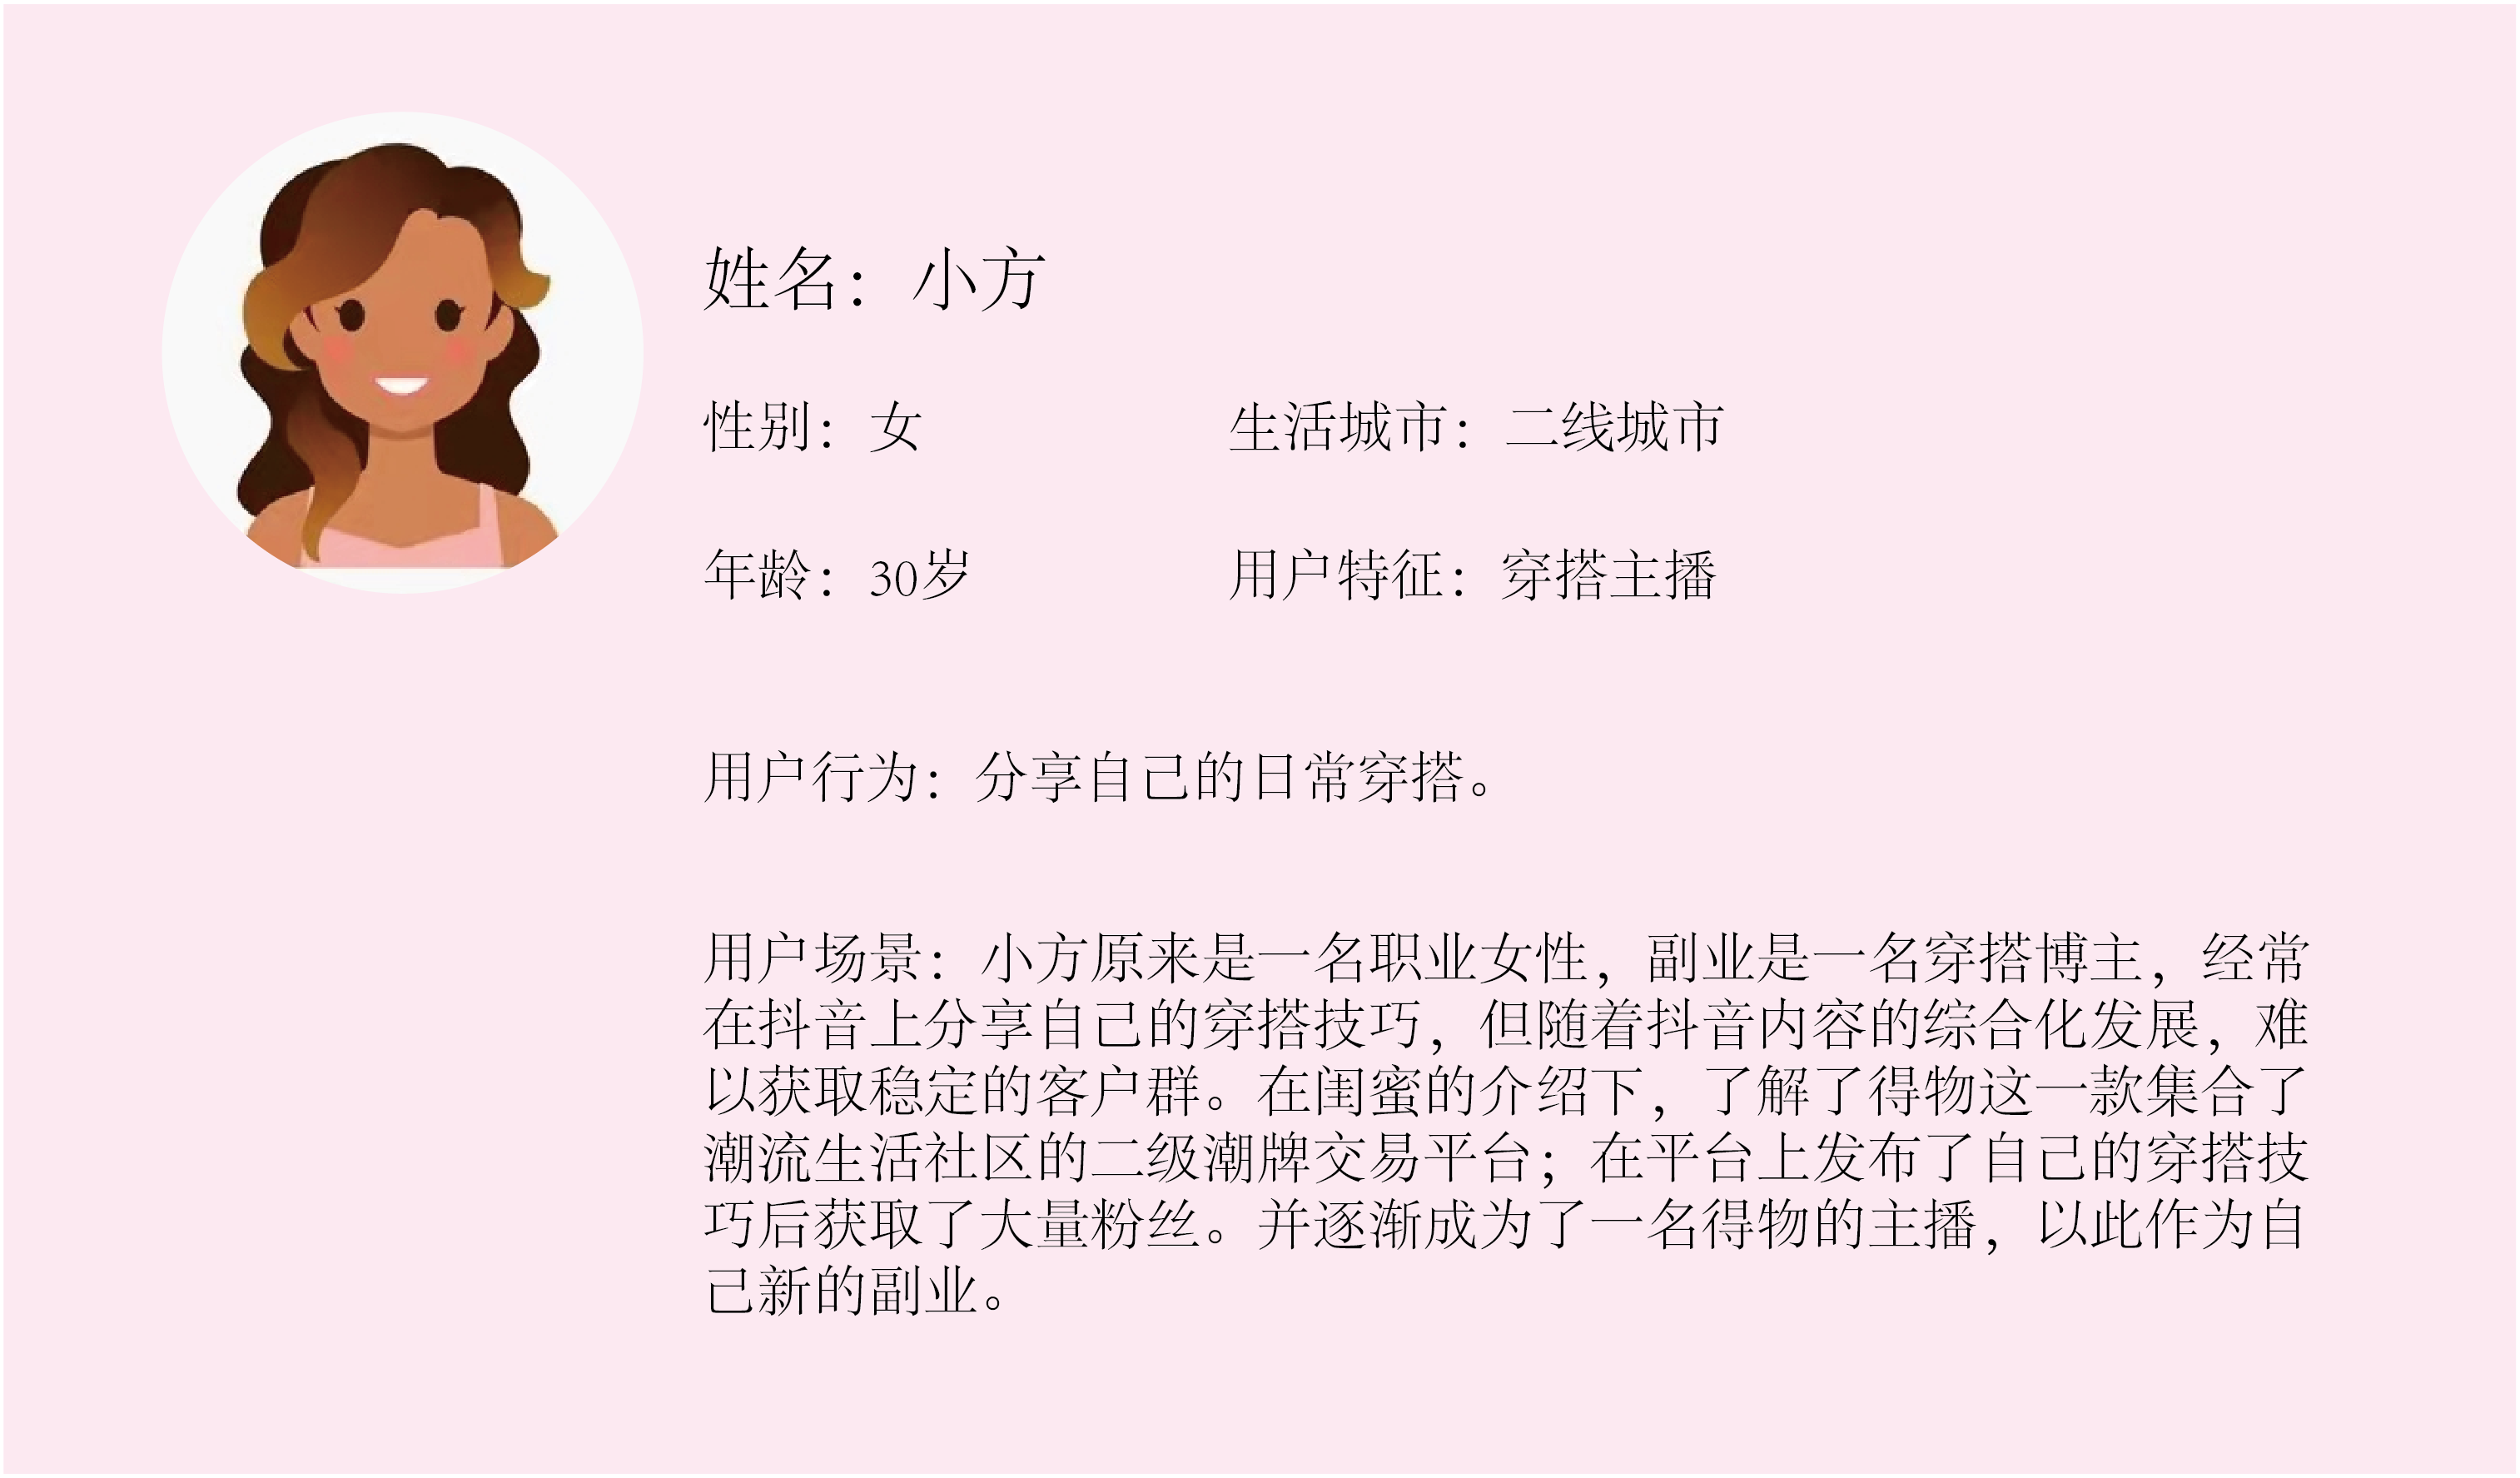 姓名：小方
性别：女 生活城市：二线城市
年龄：30岁 用户特征：穿搭主播
用户行为：分享自己的日常穿搭。
用户场景：小方原来是一名职业女性，副业是一名穿搭博主，经常
在抖音上分享自己的穿搭技巧，但随着抖音内容的综合化发展，难
以获取稳定的客户群。在闺蜜的介绍下，了解了得物这一款集合了
潮流生活社区的二级潮牌交易平台；在平台上发布了自己的穿搭技
巧后获取了大量粉丝。并逐渐成为了一名得物的主播，以此作为自
己新的副业。